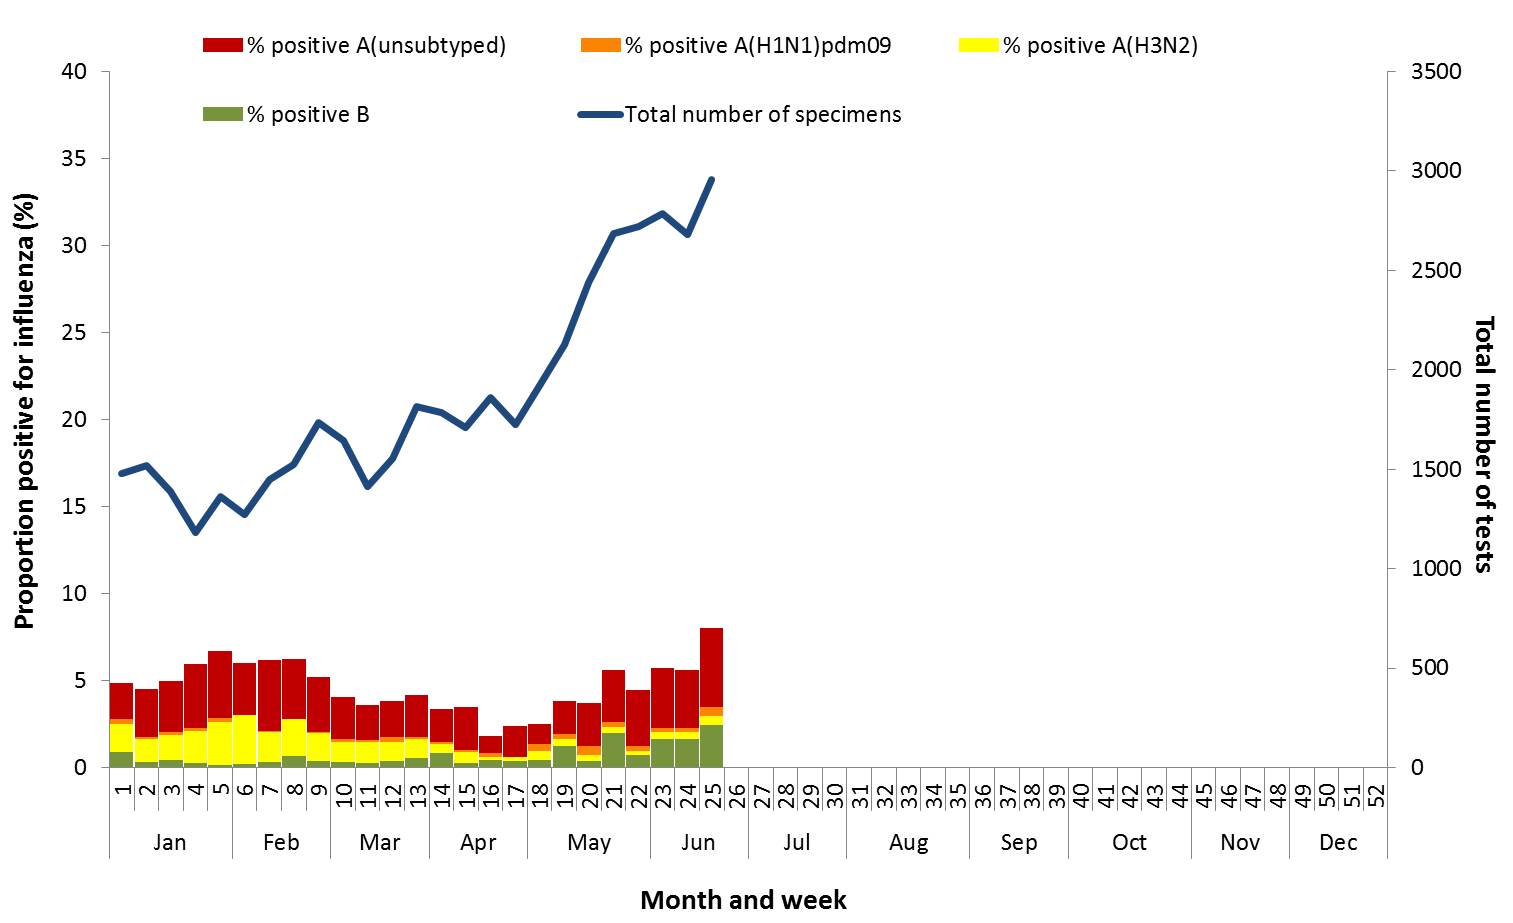 % positive A(unsubtyped) % positive A(H1N1)pdm09 % positive A(H3N2)
% positive B Total number of specimens
Proportion positive for influenza (%)
40
35
30
25
20
15
10
5
0
3500
3000
2500
2000
1500
1000
500
0
Total number of tests
1 2 3 4 5 6 7 8 9 10 11 12 13 14 15 16 17 18 19 20 21 22 23 24 25 26 27 28 29 30 31 32 33 34 35 36 37 38 39 40 41 42 43 44 45 46 47 48 49 50 51 52
Jan Feb Mar Apr May Jun Jul Aug Sep Oct Nov Dec
Month and week